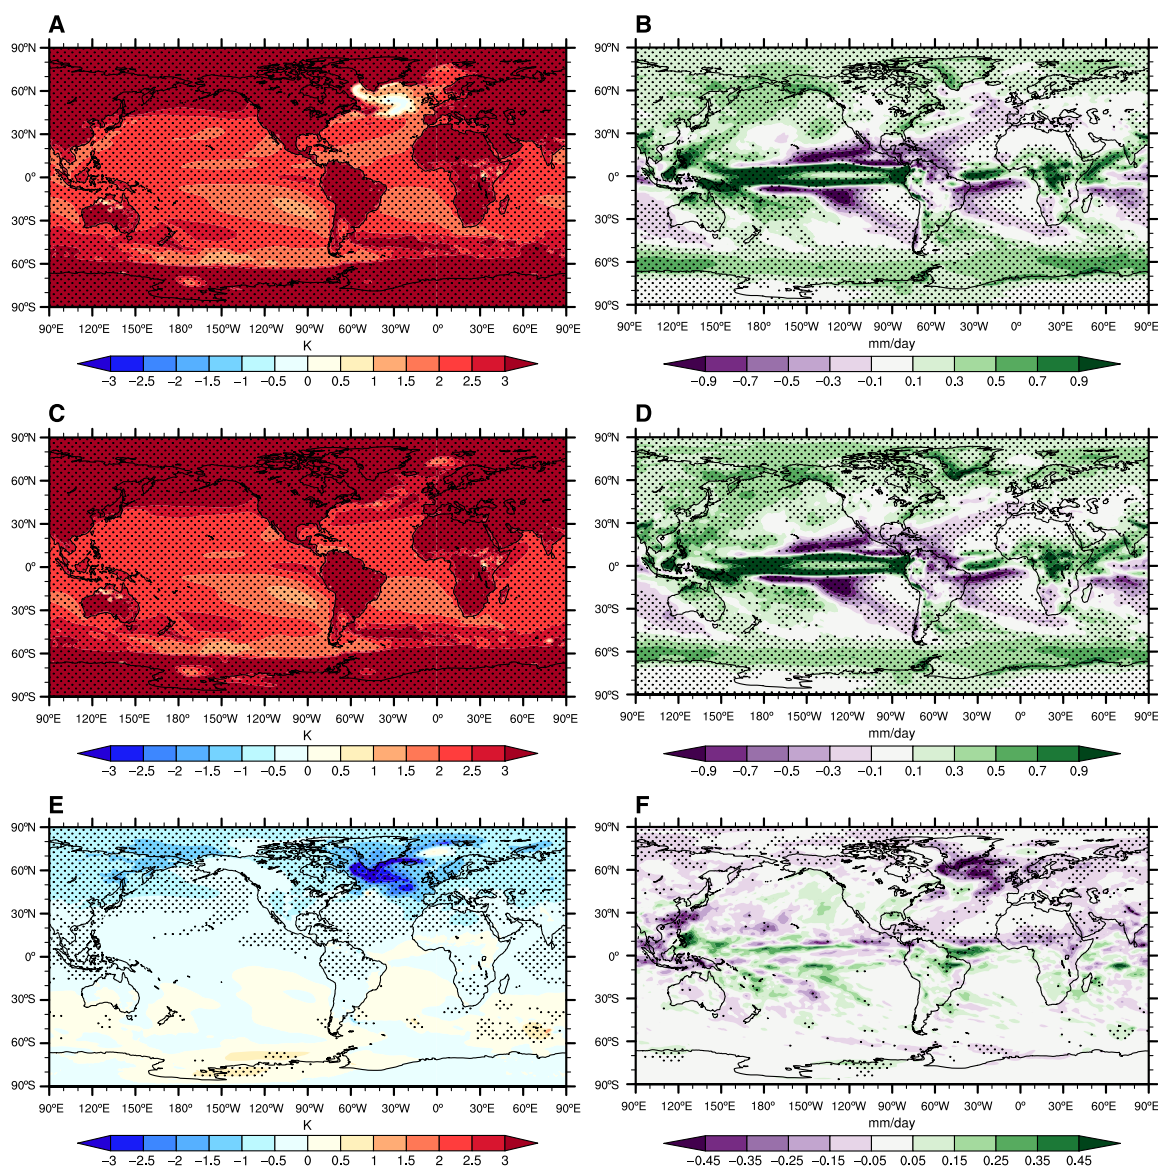 A
B
90°N 90°N
60°N 60°N
30°N 30°N
0° 0°
30°S 30°S
60°S 60°S
90°S 90°S
90°E 120°E 150°E 180° 150°W 120°W 90°W 60°W 30°W 0° 30°E 60°E 90°E
90°E 120°E 150°E 180° 150°W 120°W 90°W 60°W 30°W 0° 30°E 60°E 90°E
K mm/day
−3 −2.5 −2 −1.5 −1 −0.5 0 0.5 1 1.5 2 2.5 3
−0.9 −0.7 −0.5 −0.3 −0.1 0.1 0.3 0.5 0.7 0.9
C
D
90°N 90°N
60°N 60°N
30°N 30°N
0° 0°
30°S 30°S
60°S 60°S
90°S 90°S
90°E 120°E 150°E 180° 150°W 120°W 90°W 60°W 30°W 0° 30°E 60°E 90°E
90°E 120°E 150°E 180° 150°W 120°W 90°W 60°W 30°W 0° 30°E 60°E 90°E
K mm/day
−3 −2.5 −2 −1.5 −1 −0.5 0 0.5 1 1.5 2 2.5 3
−0.9 −0.7 −0.5 −0.3 −0.1 0.1 0.3 0.5 0.7 0.9
E
F
90°N 90°N
60°N 60°N
30°N 30°N
0° 0°
30°S 30°S
60°S 60°S
90°S 90°S
90°E 120°E 150°E 180° 150°W 120°W 90°W 60°W 30°W 0° 30°E 60°E 90°E
90°E 120°E 150°E 180° 150°W 120°W 90°W 60°W 30°W 0° 30°E 60°E 90°E
K mm/day
−3 −2.5 −2 −1.5 −1 −0.5 0 0.5 1 1.5 2 2.5 3
−0.45 −0.35 −0.25 −0.15 −0.05 0.05 0.15 0.25 0.35 0.45